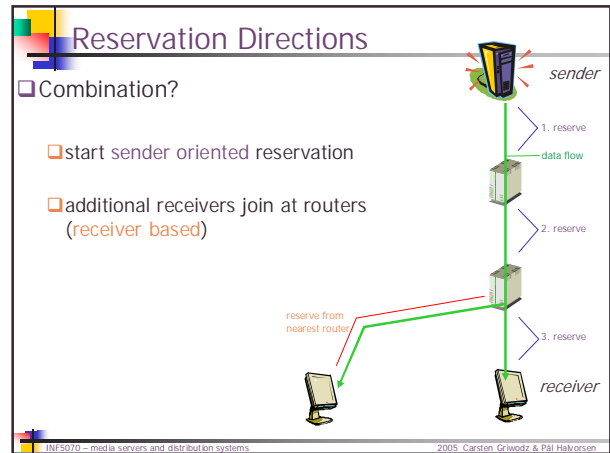 Reservation Directions
sender
Combination?
1. reserve
start sender oriented reservation
data flow
additional receivers join at routers
(receiver based)
2. reserve
reserve from
nearest router
3. reserve
receiver
INF5070 – media servers and distribution systems
2005 Carsten Griwodz & Pål Halvorsen